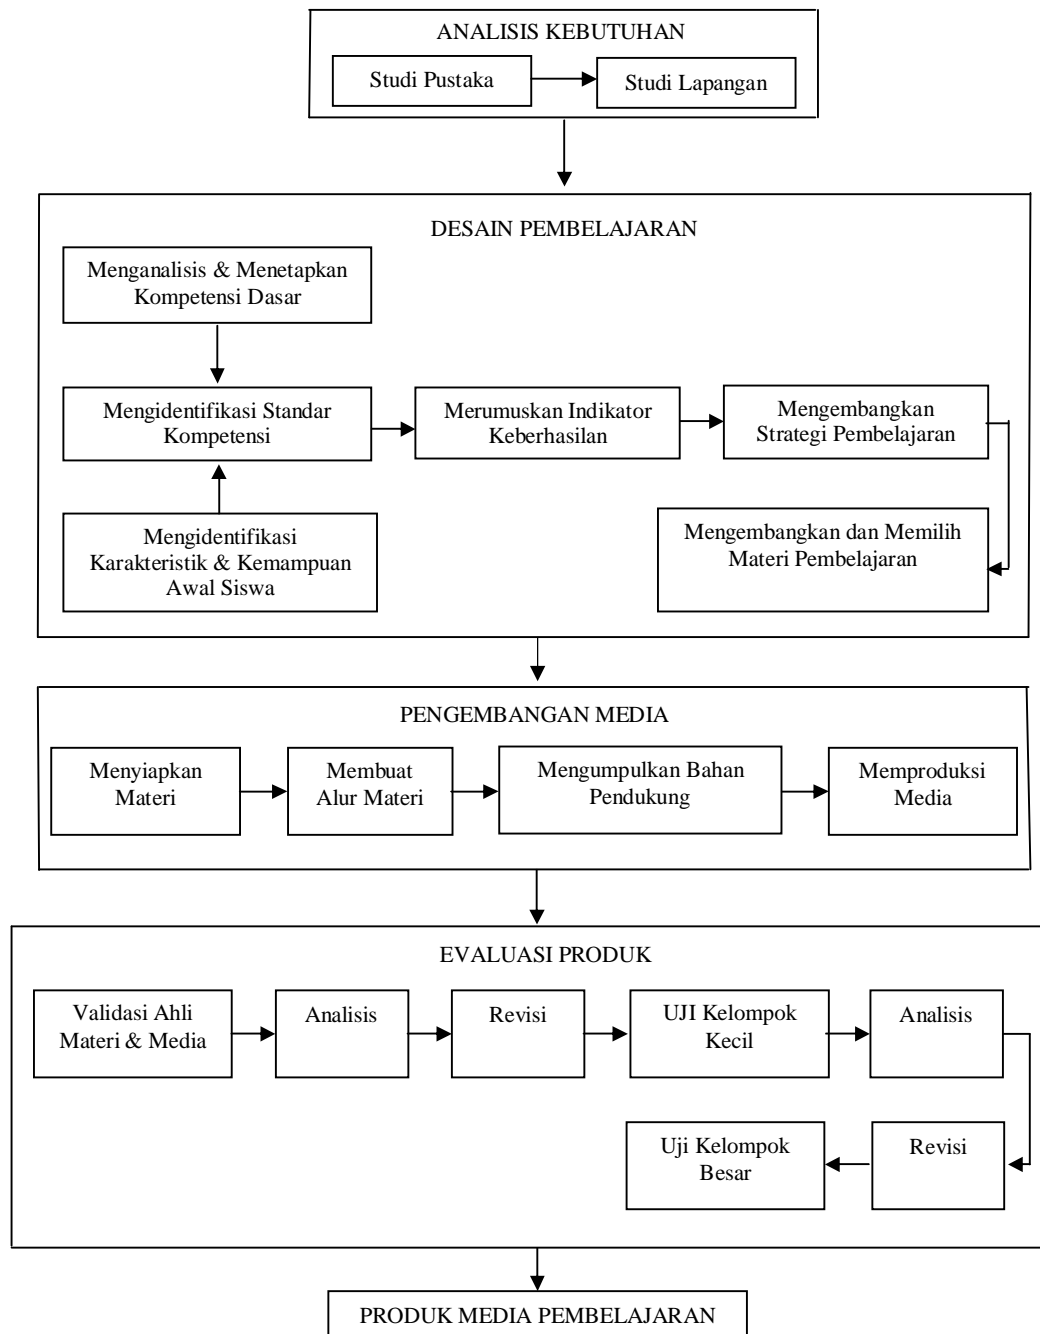 ANALISIS KEBUTUHAN
Studi Pustaka
Studi Lapangan
DESAIN PEMBELAJARAN
Menganalisis & Menetapkan
Kompetensi Dasar
Mengidentifikasi Standar
Kompetensi
Merumuskan Indikator
Keberhasilan
Mengembangkan
Strategi Pembelajaran
Mengidentifikasi
Karakteristik & Kemampuan
Awal Siswa
Mengembangkan dan Memilih
Materi Pembelajaran
PENGEMBANGAN MEDIA
Menyiapkan
Materi
Membuat
Alur Materi
Mengumpulkan Bahan
Pendukung
Memproduksi
Media
EVALUASI PRODUK
Validasi Ahli
Materi & Media
Analisis
Revisi
UJI Kelompok
Kecil
Analisis
Uji Kelompok
Besar
Revisi
PRODUK MEDIA PEMBELAJARAN